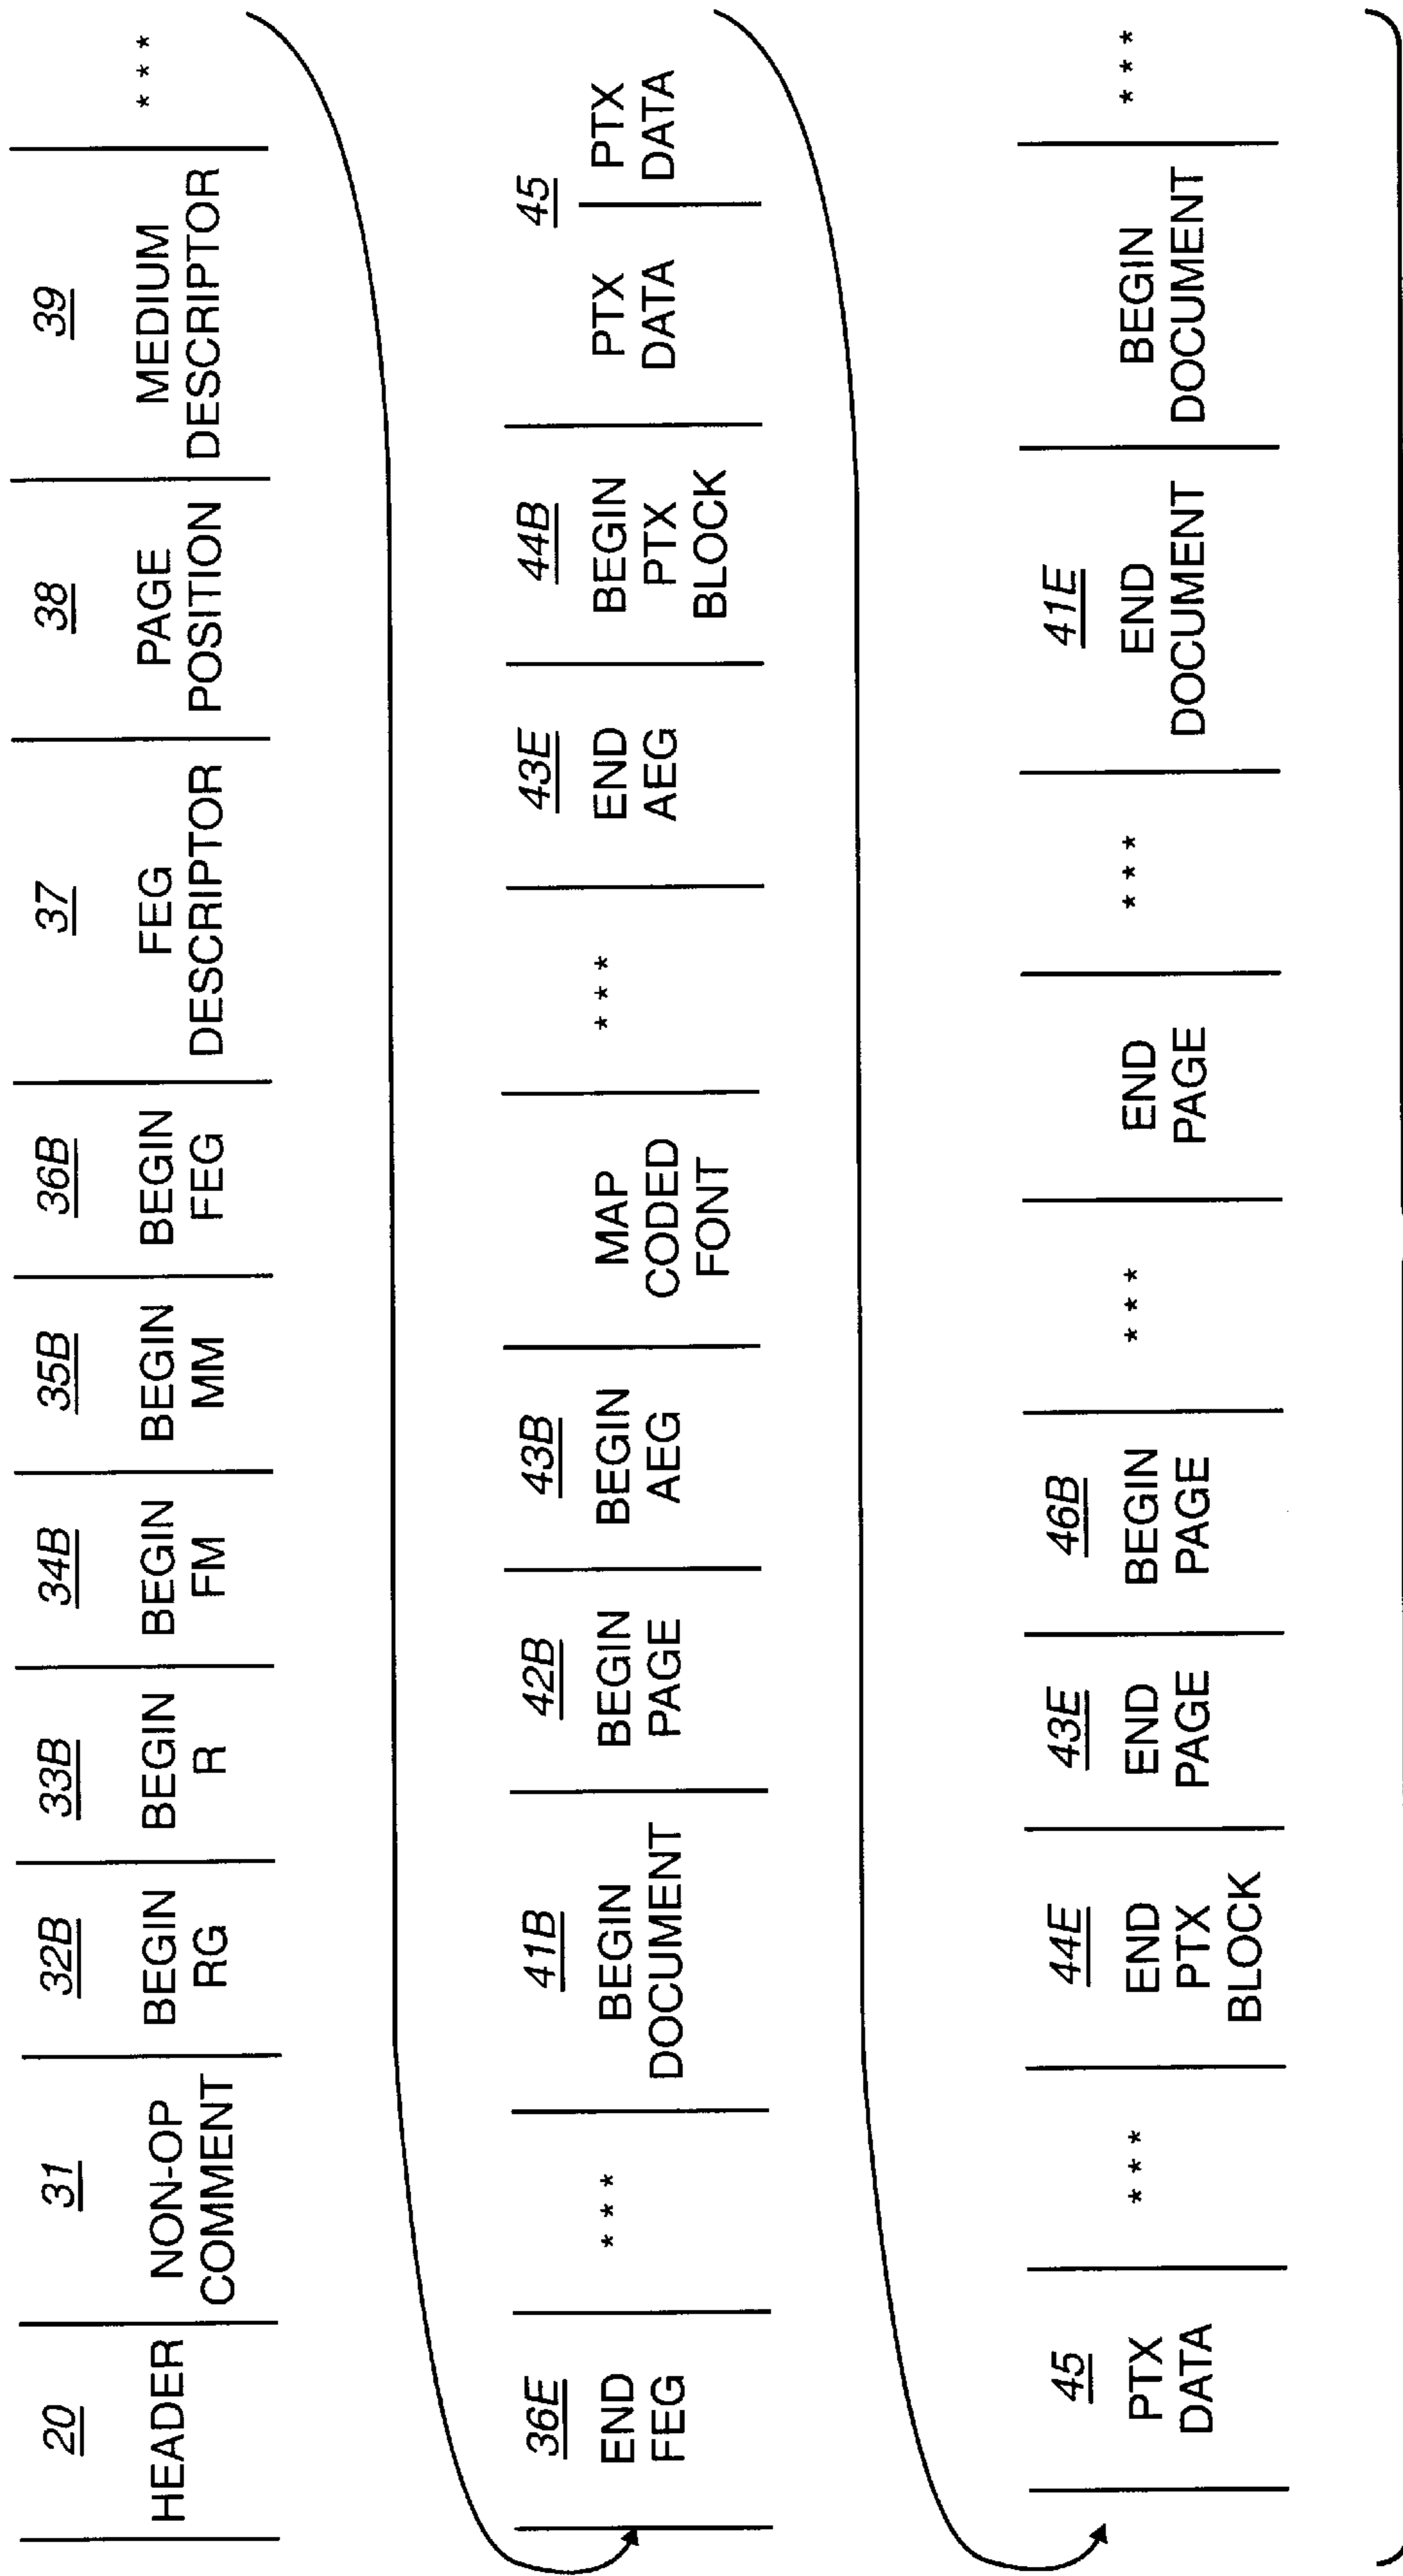 20 31 32B 33B 34B 35B 36B 37 38 39
HEADER NON-OP BEGIN BEGIN BEGIN BEGIN BEGIN FEG PAGE MEDIUM ***
COMMENT RG R FM MM FEG DESCRIPTOR POSITION DESCRIPTOR
36E 41B 42B 43B 43E 44B 45
END *** BEGIN BEGIN BEGIN MAP *** END BEGIN PTX PTX
FEG DOCUMENT PAGE AEG CODED AEG PTX DATA DATA
FONT BLOCK
45 44E 43E 46B 41E
PTX *** END END BEGIN *** END *** END BEGIN ***
DATA PTX PAGE PAGE PAGE DOCUMENT DOCUMENT
BLOCK